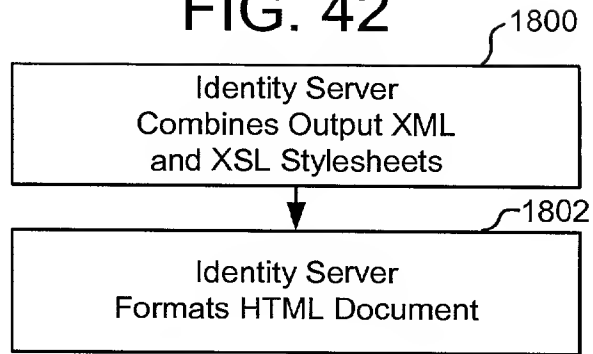 FIG. 42
1800
Identity Server
Combines Output XML
and XSL Stylesheets
1802
Identity Server
Formats HTML Document